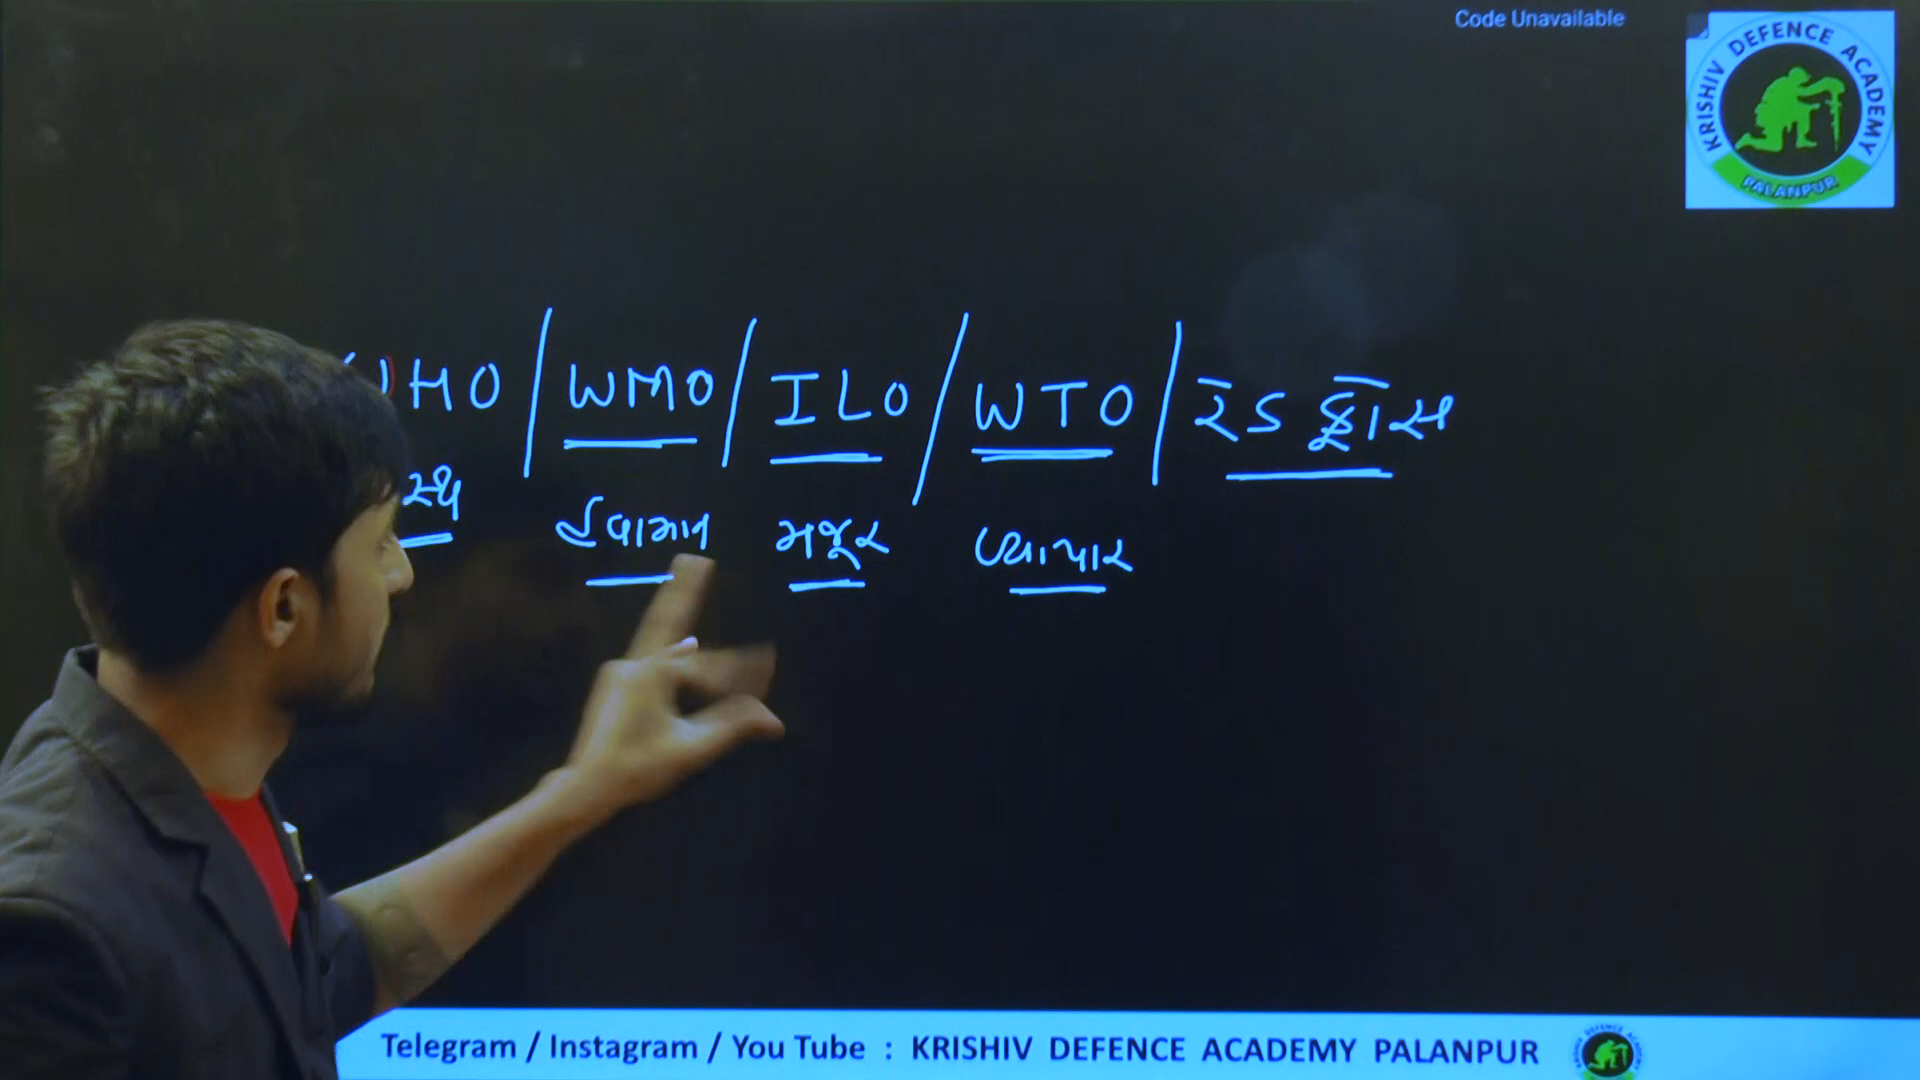 Code Unavailable
KRISHIV DEFENCE ACADEMY
PALANPUR
WHO / WMO / ILO / WTO / રેડ ક્રોસ
હવામાન મજૂર વ્યાપાર
Telegram / Instagram / You Tube : KRISHIV DEFENCE ACADEMY PALANPUR